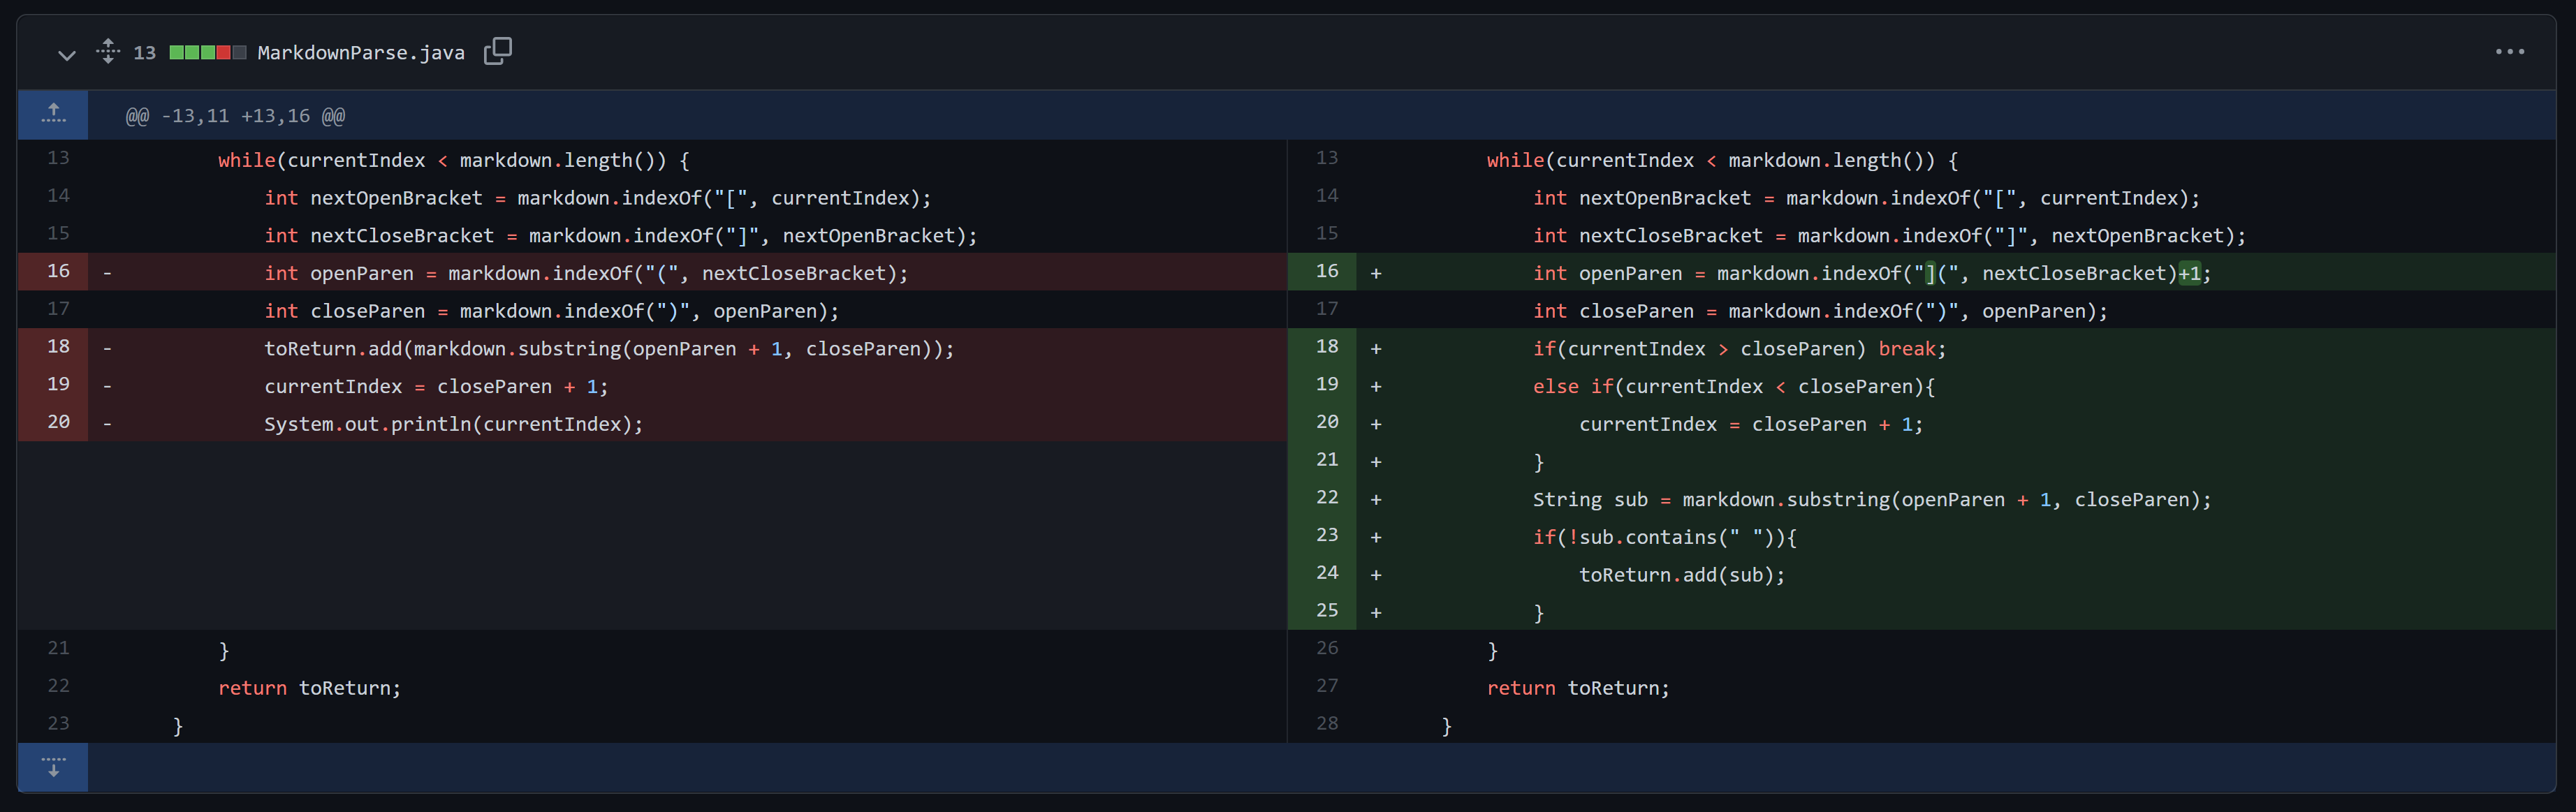 13 MarkdownParse.java
@@ -13,11 +13,16 @@
13 while(currentIndex < markdown.length()) {
14 int nextOpenBracket = markdown.indexOf("[", currentIndex);
15 int nextCloseBracket = markdown.indexOf("]", nextOpenBracket);
16 - int openParen = markdown.indexOf("(", nextCloseBracket);
17 int closeParen = markdown.indexOf(")", openParen);
18 - toReturn.add(markdown.substring(openParen + 1, closeParen));
19 - currentIndex = closeParen + 1;
20 - System.out.println(currentIndex);
21 }
22 return toReturn;
23 }
13 while(currentIndex < markdown.length()) {
14 int nextOpenBracket = markdown.indexOf("[", currentIndex);
15 int nextCloseBracket = markdown.indexOf("]", nextOpenBracket);
16 + int openParen = markdown.indexOf("](", nextCloseBracket)+1;
17 int closeParen = markdown.indexOf(")", openParen);
18 + if(currentIndex > closeParen) break;
19 + else if(currentIndex < closeParen){
20 + currentIndex = closeParen + 1;
21 + }
22 + String sub = markdown.substring(openParen + 1, closeParen);
23 + if(!sub.contains(" ")){
24 + toReturn.add(sub);
25 + }
26 }
27 return toReturn;
28 }